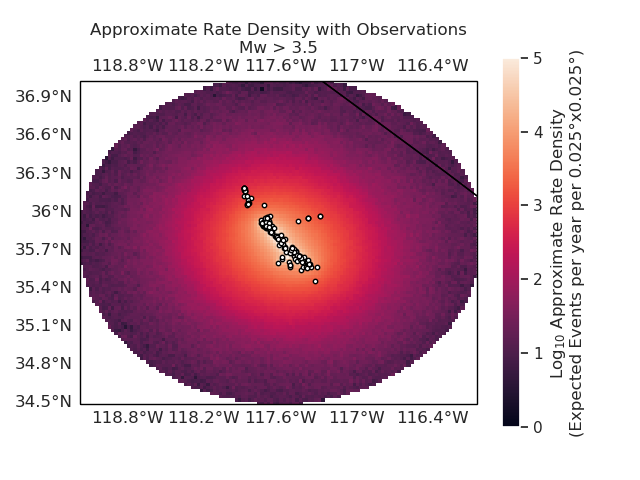 Approximate Rate Density with Observations
Mw > 3.5
118.8°W 118.2°W 117.6°W 117°W 116.4°W
36.9°N
36.6°N
36.3°N
36°N
35.7°N
35.4°N
35.1°N
34.8°N
34.5°N
118.8°W 118.2°W 117.6°W 117°W 116.4°W
5
4
3
2
1
0
Log₁₀ Approximate Rate Density
(Expected Events per year per 0.025°x0.025°)